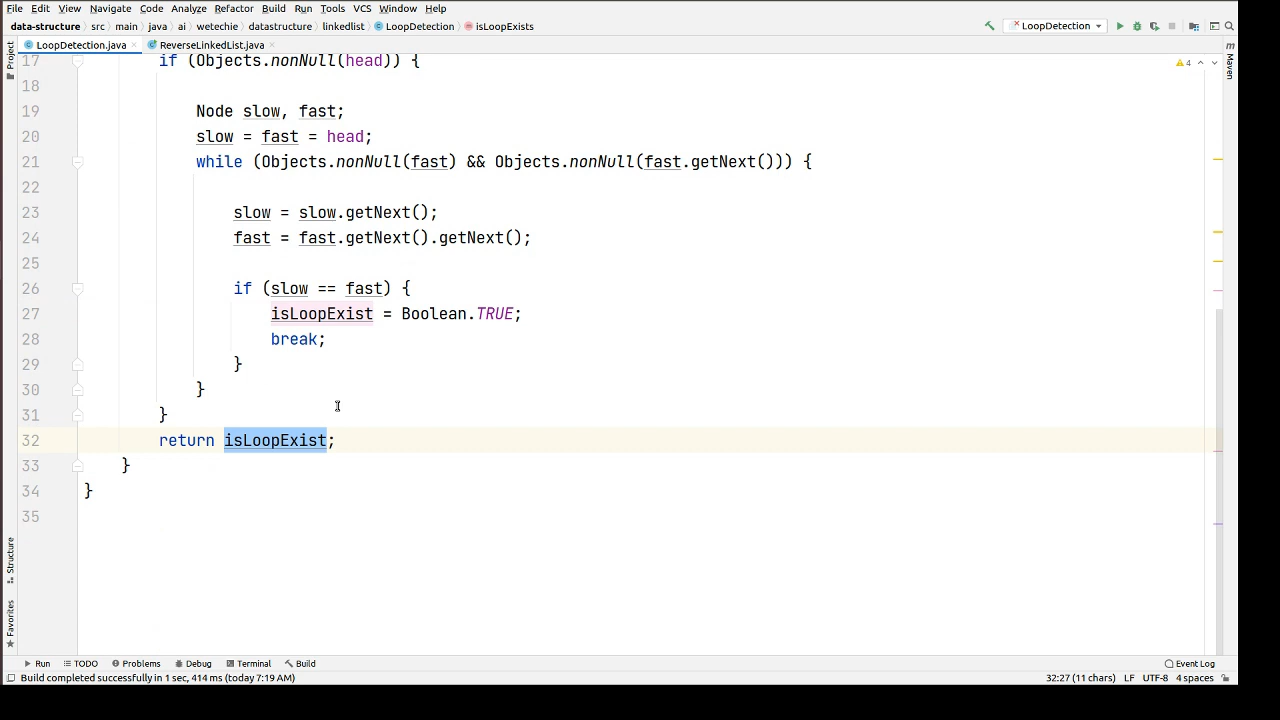 File Edit View Navigate Code Analyze Refactor Build Run Tools VCS Window Help
data-structure src main java ai wetechie datastructure linkedlist LoopDetection isLoopExists LoopDetection
LoopDetection.java ReverseLinkedList.java
Project
Maven
4
17 if (Objects.nonNull(head)) {
18
19 Node slow, fast;
20 slow = fast = head;
21 while (Objects.nonNull(fast) && Objects.nonNull(fast.getNext())) {
22
23 slow = slow.getNext();
24 fast = fast.getNext().getNext();
25
26 if (slow == fast) {
27 isLoopExist = Boolean.TRUE;
28 break;
29 }
30 }
31 }
32 return isLoopExist;
33 }
34 }
35
Structure
Favorites
Run TODO Problems Debug Terminal Build Event Log
Build completed successfully in 1 sec, 414 ms (today 7:19 AM) 32:27 (11 chars) LF UTF-8 4 spaces